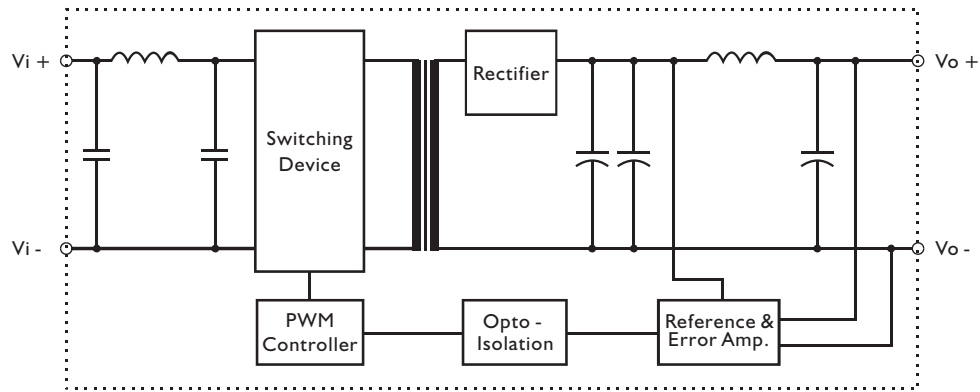 Vi +
Rectifier
Vo +
Switching
Device
Vi -
Vo -
PWM
Controller
Opto -
Isolation
Reference &
Error Amp.